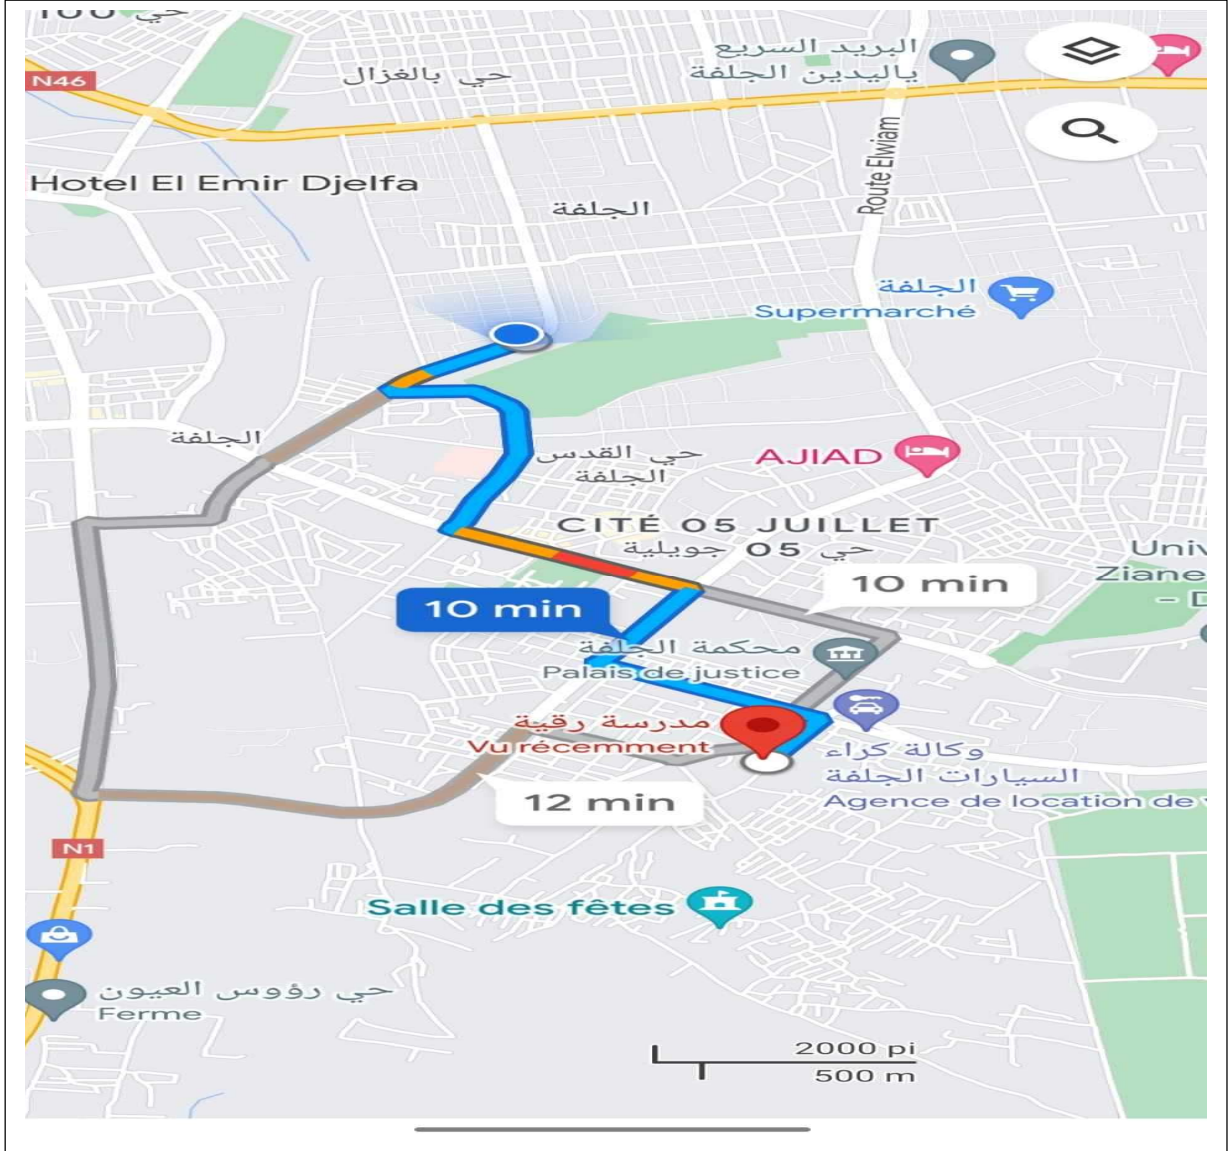 حي 100
البريد السريع
ياليدين الجلفة
حي بالغزال
N46
Route Elwiam
Hotel El Emir Djelfa
الجلفة
الجلفة
Supermarché
الجلفة
حي القدس
الجلفة
AJIAD
CITÉ 05 JUILLET
حي 05 جويلية
Univ
Ziane
- D
10 min
10 min
محكمة الجلفة
Palais de justice
مدرسة رقية
Vu récemment
وكالة كراء
السيارات الجلفة
Agence de location de v
12 min
N1
Salle des fêtes
حي رؤوس العيون
Ferme
2000 pi
500 m